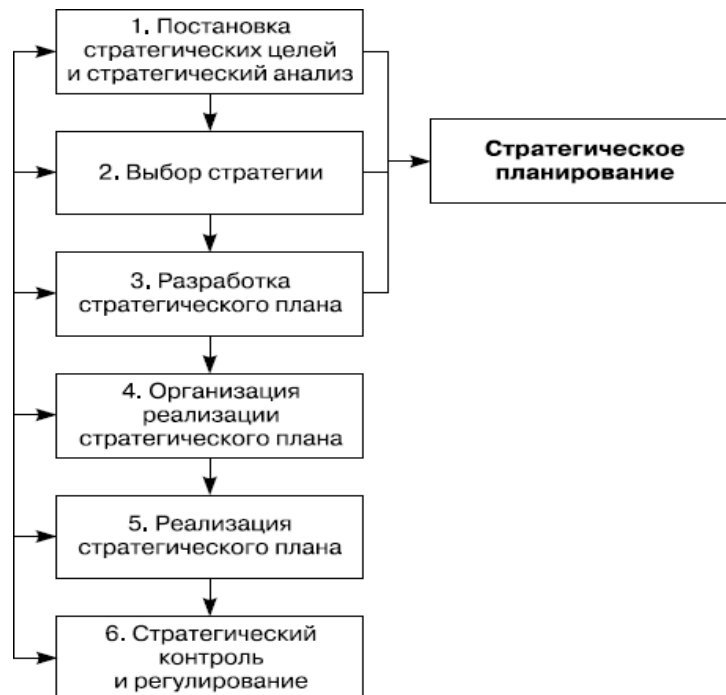 1. Постановка
стратегических целей
и стратегический анализ
2. Выбор стратегии
Стратегическое
планирование
3. Разработка
стратегического плана
4. Организация
реализации
стратегического плана
5. Реализация
стратегического плана
6. Стратегический
контроль
и регулирование